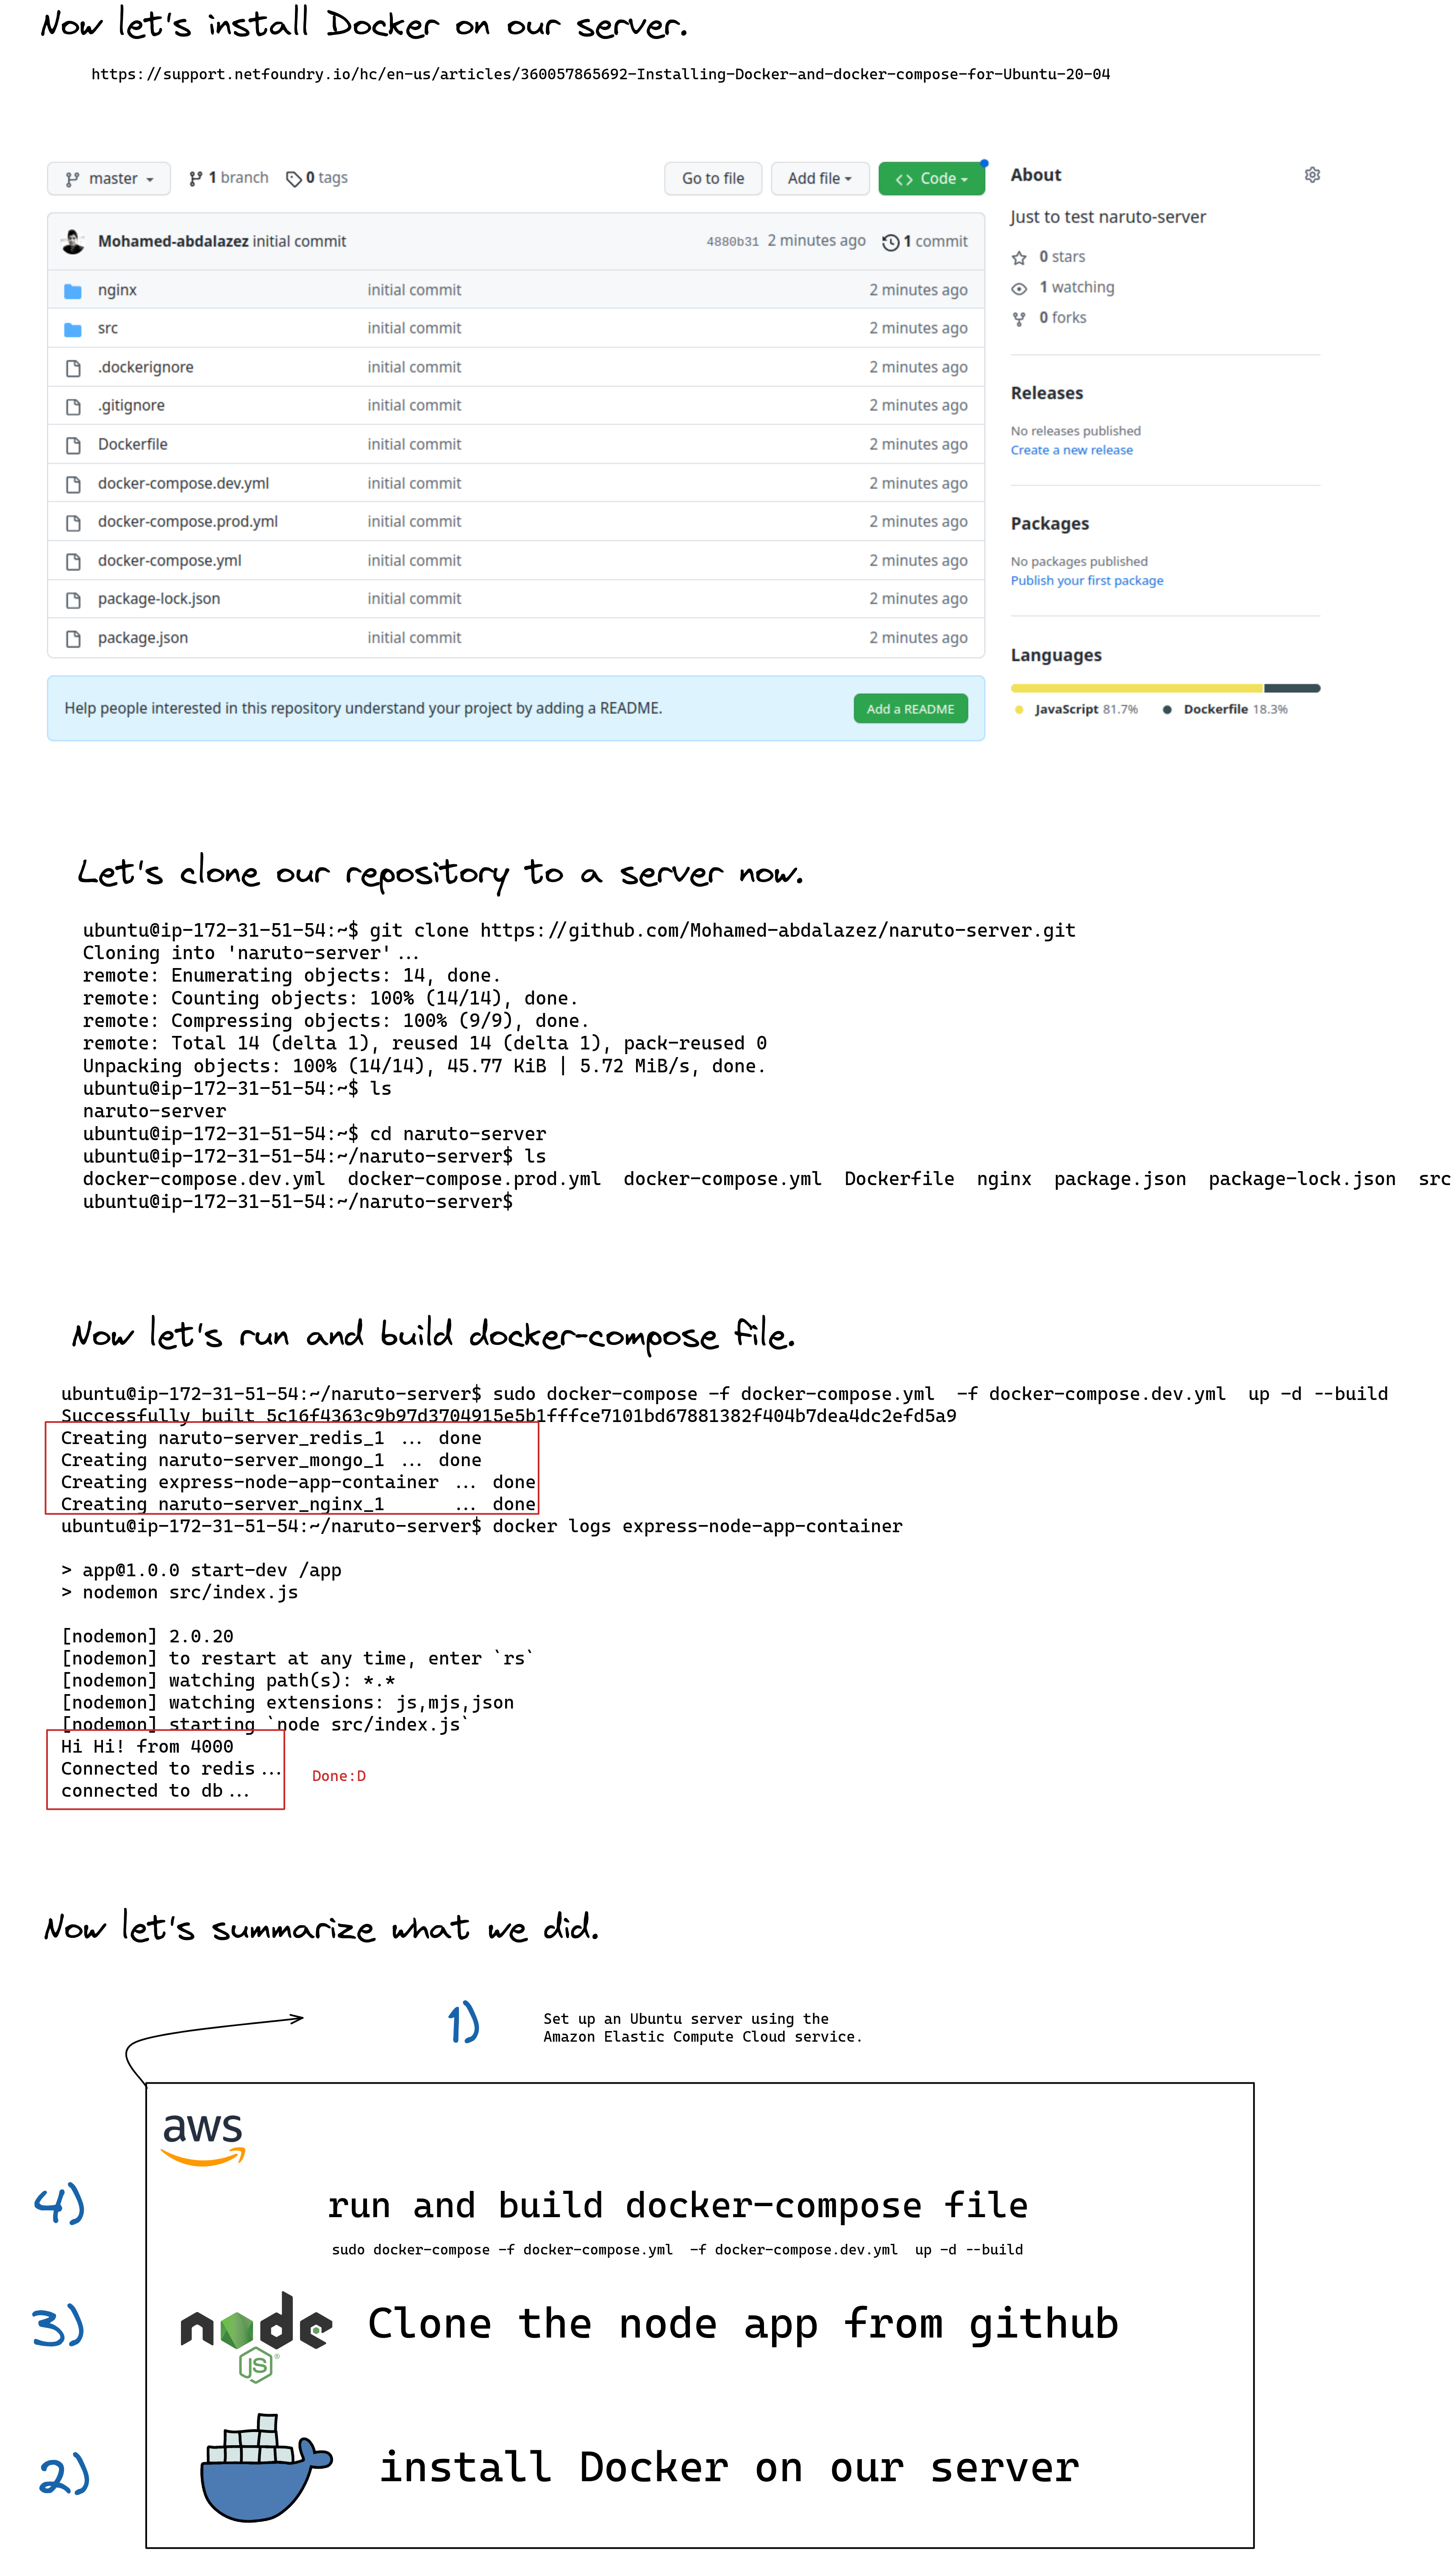 Now let's install Docker on our server.
https://support.netfoundry.io/hc/en-us/articles/360057865692-Installing-Docker-and-docker-compose-for-Ubuntu-20-04
master 1 branch 0 tags Go to file Add file Code
Mohamed-abdalazez initial commit 4880b31 2 minutes ago 1 commit
nginx initial commit 2 minutes ago
src initial commit 2 minutes ago
.dockerignore initial commit 2 minutes ago
.gitignore initial commit 2 minutes ago
Dockerfile initial commit 2 minutes ago
docker-compose.dev.yml initial commit 2 minutes ago
docker-compose.prod.yml initial commit 2 minutes ago
docker-compose.yml initial commit 2 minutes ago
package-lock.json initial commit 2 minutes ago
package.json initial commit 2 minutes ago
Help people interested in this repository understand your project by adding a README. Add a README
About
Just to test naruto-server
0 stars
1 watching
0 forks
Releases
No releases published
Create a new release
Packages
No packages published
Publish your first package
Languages
JavaScript 81.7% Dockerfile 18.3%
Let's clone our repository to a server now.
ubuntu@ip-172-31-51-54:~$ git clone https://github.com/Mohamed-abdalazez/naruto-server.git
Cloning into 'naruto-server'...
remote: Enumerating objects: 14, done.
remote: Counting objects: 100% (14/14), done.
remote: Compressing objects: 100% (9/9), done.
remote: Total 14 (delta 1), reused 14 (delta 1), pack-reused 0
Unpacking objects: 100% (14/14), 45.77 KiB | 5.72 MiB/s, done.
ubuntu@ip-172-31-51-54:~$ ls
naruto-server
ubuntu@ip-172-31-51-54:~$ cd naruto-server
ubuntu@ip-172-31-51-54:~/naruto-server$ ls
docker-compose.dev.yml docker-compose.prod.yml docker-compose.yml Dockerfile nginx package.json package-lock.json src
ubuntu@ip-172-31-51-54:~/naruto-server$
Now let's run and build docker-compose file.
ubuntu@ip-172-31-51-54:~/naruto-server$ sudo docker-compose -f docker-compose.yml -f docker-compose.dev.yml up -d --build
Successfully built 5c16f4363c9b97d3704915e5b1fffce7101bd67881382f404b7dea4dc2efd5a9
Creating naruto-server_redis_1 ... done
Creating naruto-server_mongo_1 ... done
Creating express-node-app-container ... done
Creating naruto-server_nginx_1 ... done
ubuntu@ip-172-31-51-54:~/naruto-server$ docker logs express-node-app-container
> app@1.0.0 start-dev /app
> nodemon src/index.js
[nodemon] 2.0.20
[nodemon] to restart at any time, enter `rs`
[nodemon] watching path(s): *.*
[nodemon] watching extensions: js,mjs,json
[nodemon] starting `node src/index.js`
Hi Hi! from 4000
Connected to redis...
connected to db...
Done:D
Now let's summarize what we did.
1) Set up an Ubuntu server using the
Amazon Elastic Compute Cloud service.
aws
4) run and build docker-compose file
sudo docker-compose -f docker-compose.yml -f docker-compose.dev.yml up -d --build
3) node JS Clone the node app from github
2) install Docker on our server